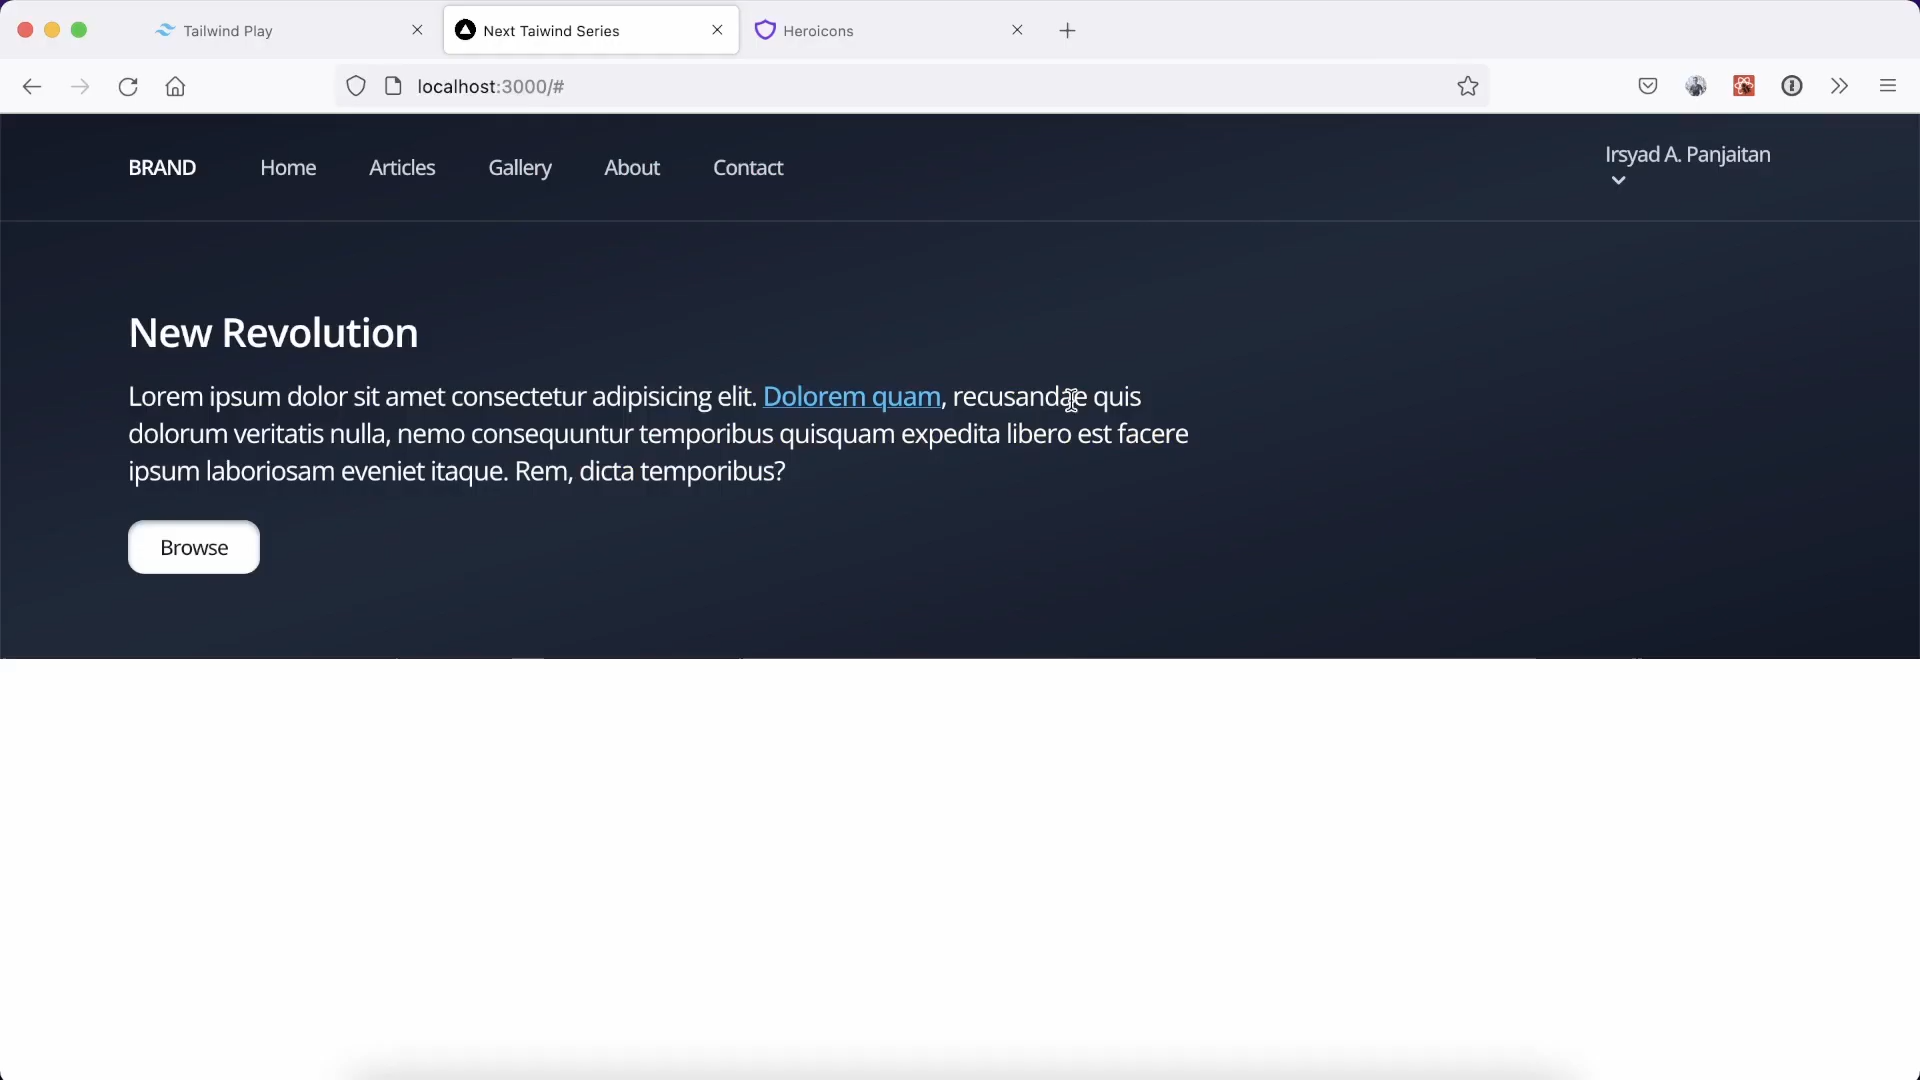 Tailwind Play
Next Taiwind Series
Heroicons
localhost:3000/#
BRAND
Home
Articles
Gallery
About
Contact
Irsyad A. Panjaitan
New Revolution
Lorem ipsum dolor sit amet consectetur adipisicing elit. Dolorem quam, recusandae quis
dolorum veritatis nulla, nemo consequuntur temporibus quisquam expedita libero est facere
ipsum laboriosam eveniet itaque. Rem, dicta temporibus?
Browse